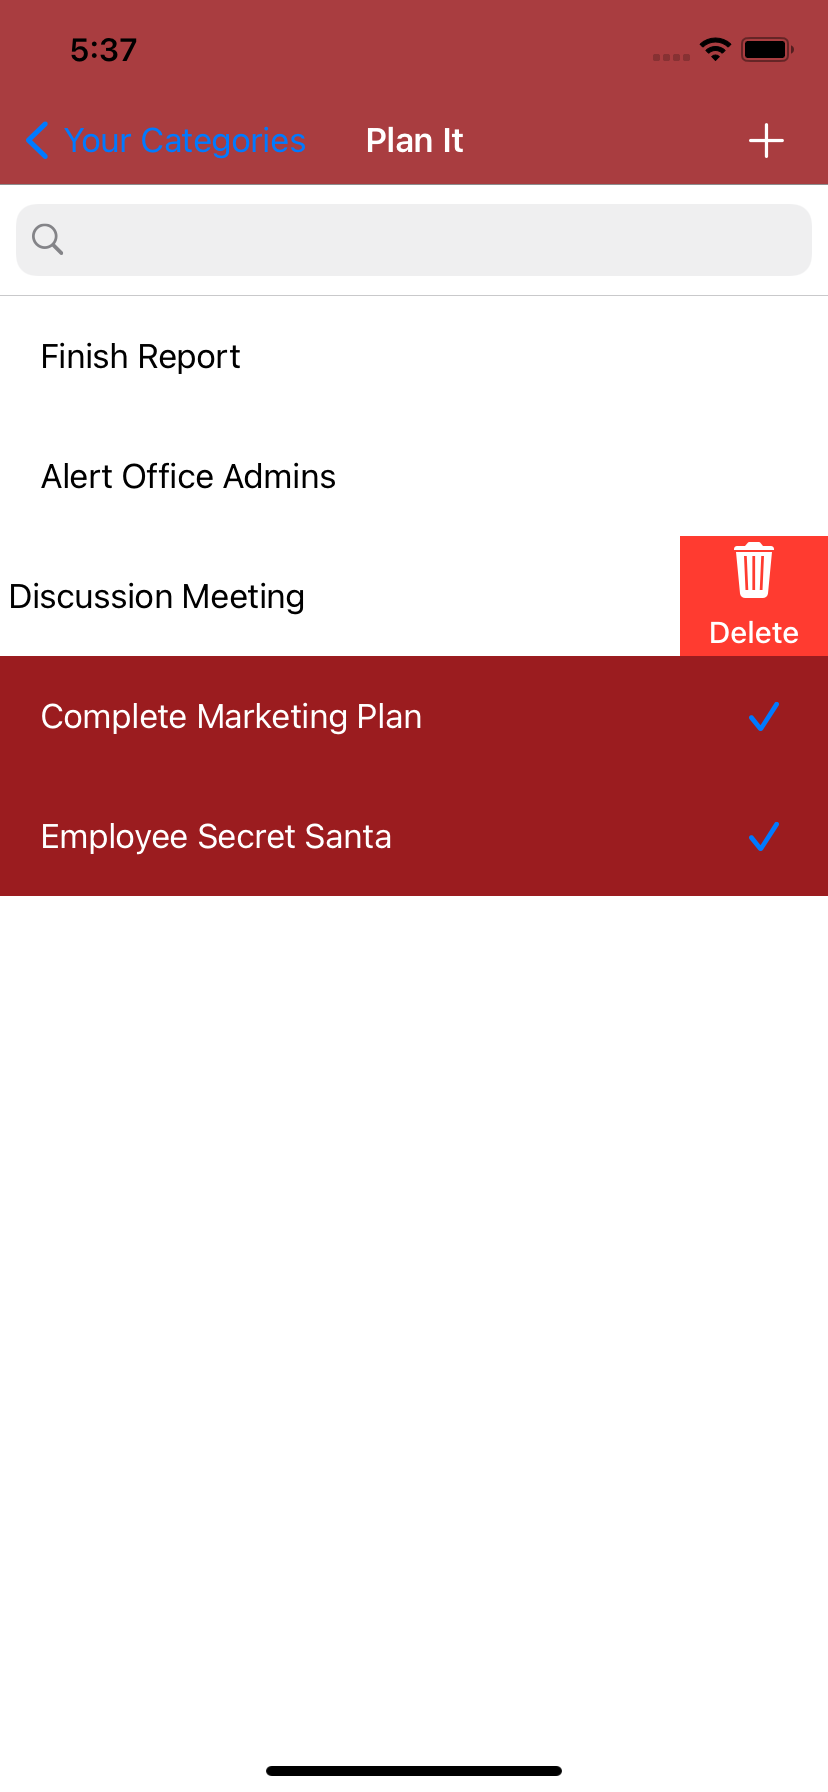 5:37
Your Categories Plan It
Finish Report
Alert Office Admins
Discussion Meeting
Delete
Complete Marketing Plan
Employee Secret Santa